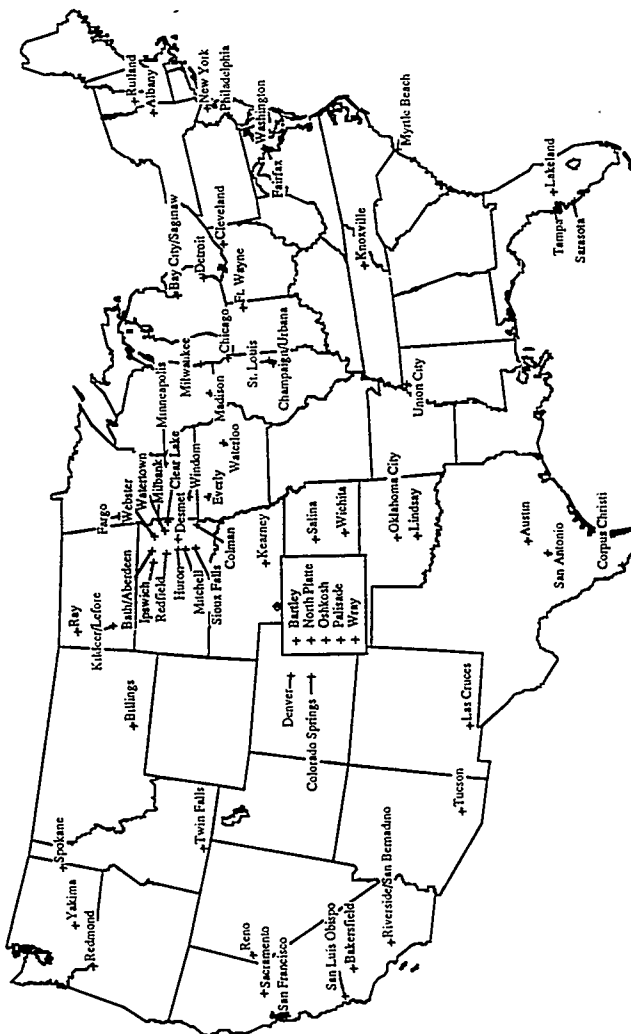 Spokane
Yakima
Redmond
Twin Falls
Reno
Sacramento
San Francisco
San Luis Obispo
Bakersfield
Riverside/San Bernadino
Billings
Tucson
Las Cruces
Denver
Colorado Springs
Ray
Kildeer/Lefore
Bath/Aberdeen
Ipswich
Redfield
Huron
Mitchell
Sioux Falls
Fargo
Webster
Watertown
Milbank
Clear Lake
Desmet
Windom
Everly
Colman
Kearney
Bartley
North Platte
Oshkosh
Palisade
Wray
Salina
Wichita
Oklahoma City
Lindsay
Austin
San Antonio
Corpus Christi
Minneapolis
Milwaukee
Madison
Waterloo
Chicago
St. Louis
Champaign/Urbana
Union City
Bay City/Saginaw
Detroit
Ft. Wayne
Cleveland
Knoxville
Rutland
Albany
New York
Philadelphia
Washington
Fairfax
Myrtle Beach
Lakeland
Tampa
Sarasota